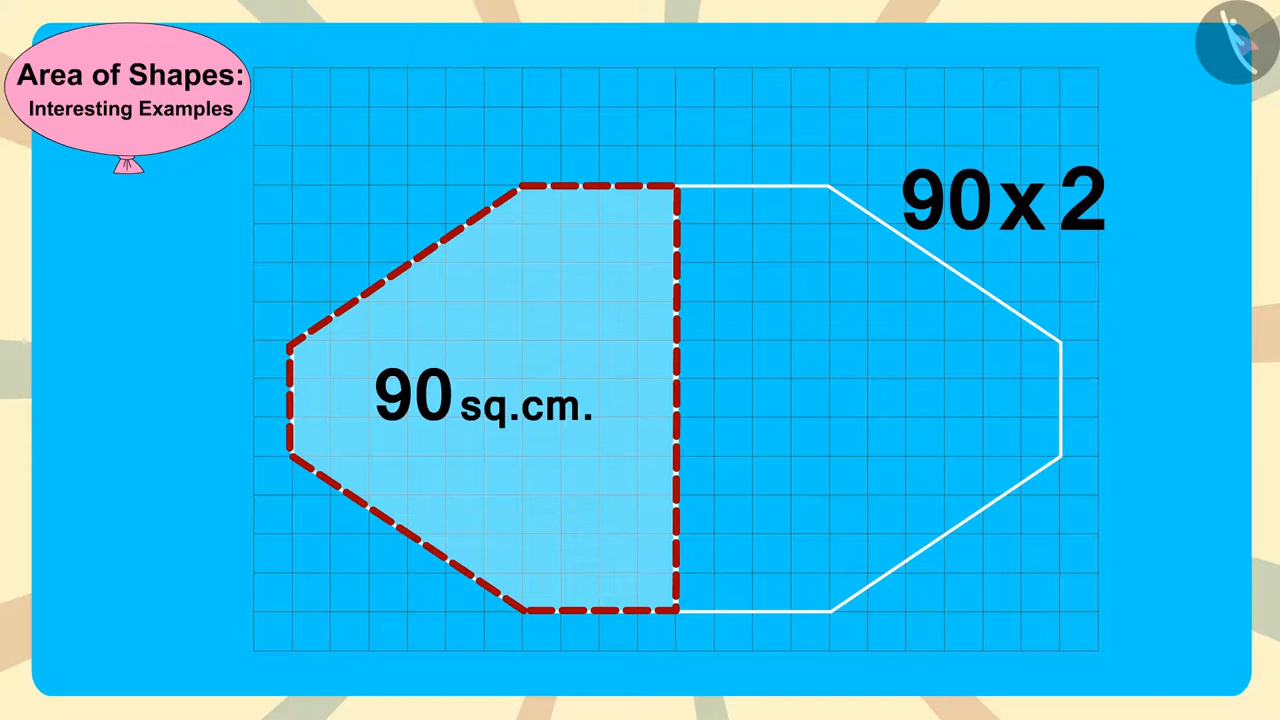 Area of Shapes:
Interesting Examples
90 x 2
90 sq.cm.